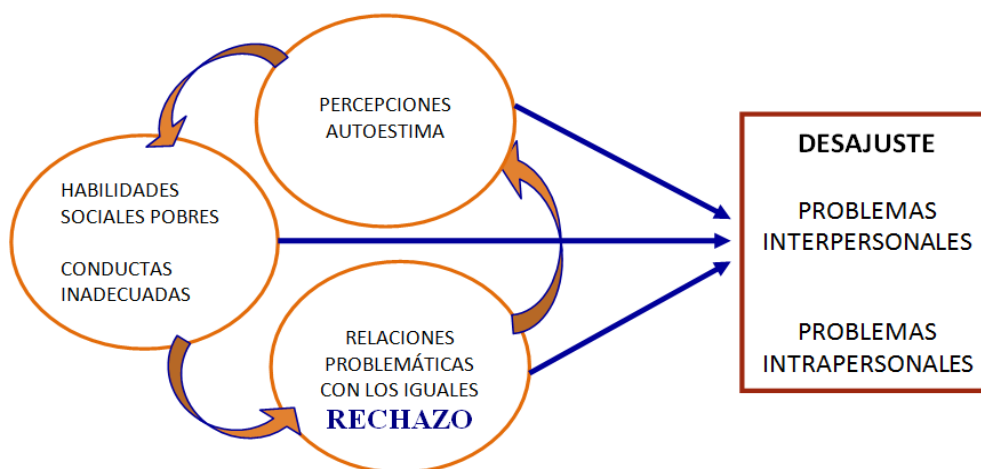 PERCEPCIONES
AUTOESTIMA
HABILIDADES
SOCIALES POBRES
CONDUCTAS
INADECUADAS
RELACIONES
PROBLEMÁTICAS
CON LOS IGUALES
RECHAZO
DESAJUSTE
PROBLEMAS
INTERPERSONALES
PROBLEMAS
INTRAPERSONALES